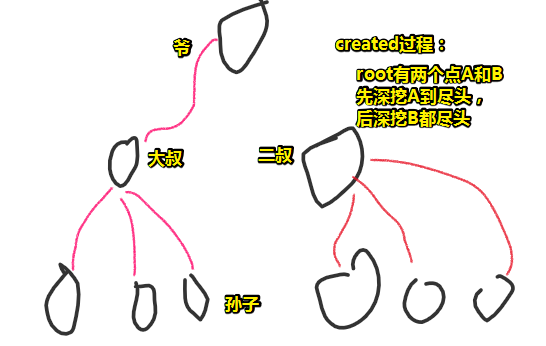 爷
created过程：
root有两个点A和B
先深挖A到尽头，
后深挖B都尽头
大叔
二叔
孙子